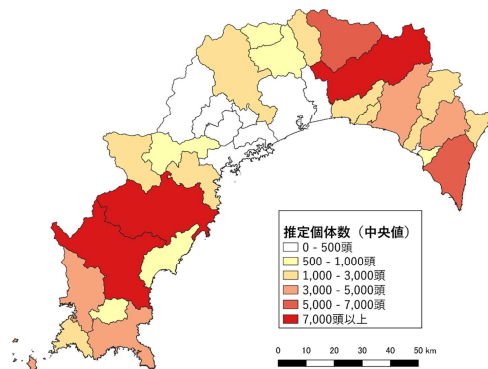 推定個体数（中央値）
0 - 500頭
500 - 1,000頭
1,000 - 3,000頭
3,000 - 5,000頭
5,000 - 7,000頭
7,000頭以上
0 10 20 30 40 50 km